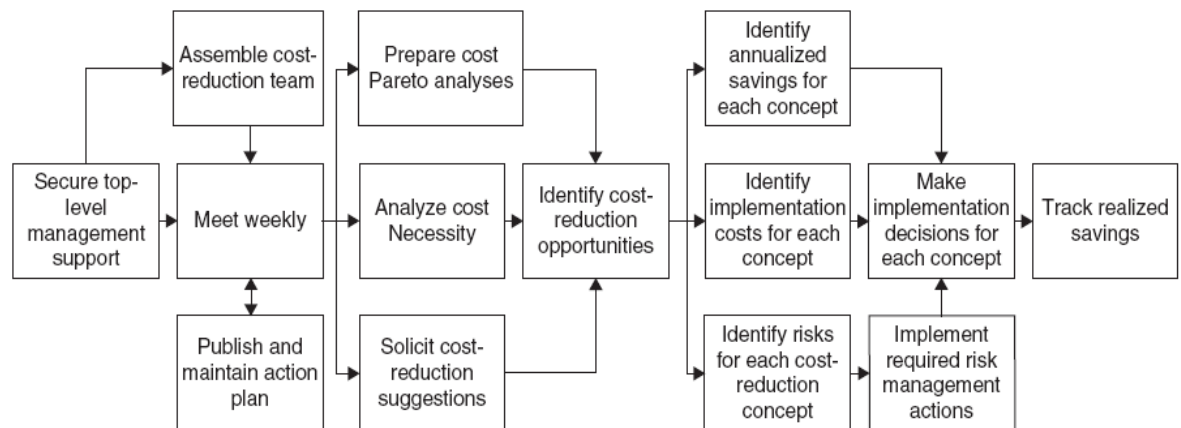 Assemble cost-
reduction team
Prepare cost
Pareto analyses
Identify
annualized
savings for
each concept
Secure top-
level
management
support
Meet weekly
Analyze cost
Necessity
Identify cost-
reduction
opportunities
Identify
implementation
costs for each
concept
Make
implementation
decisions for
each concept
Track realized
savings
Publish and
maintain action
plan
Solicit cost-
reduction
suggestions
Identify risks
for each cost-
reduction
concept
Implement
required risk
management
actions